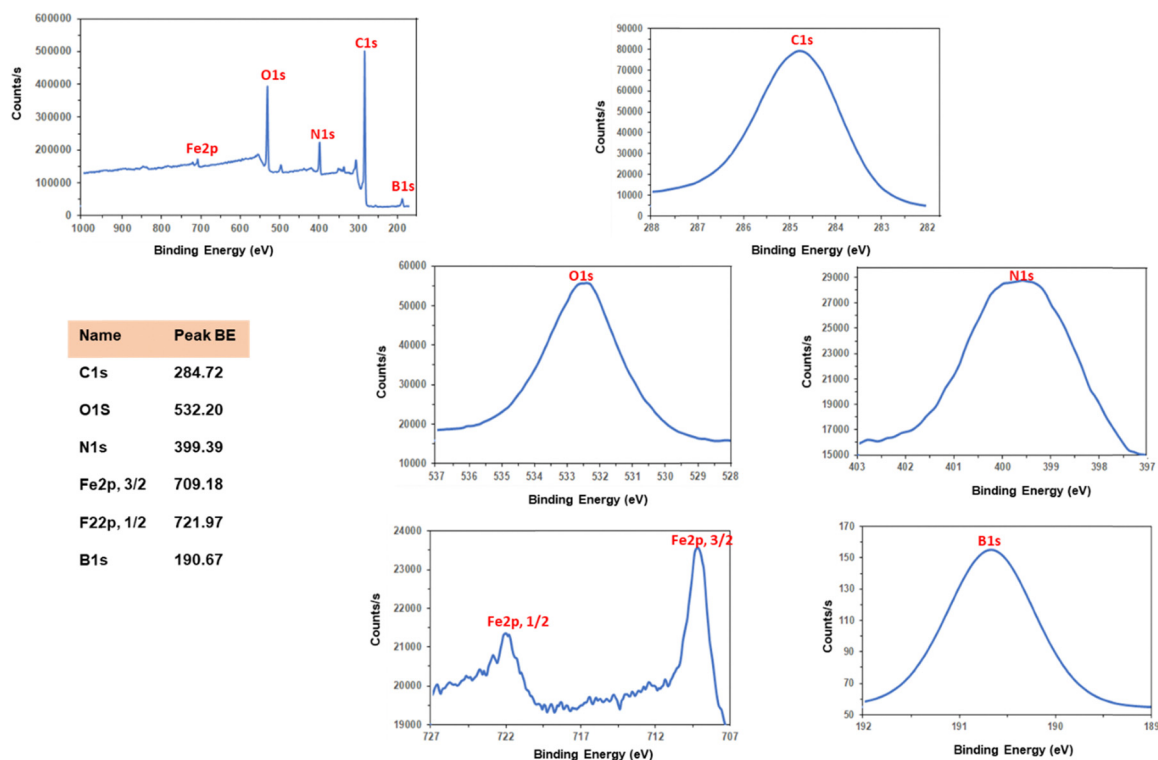 600000
500000
400000
300000
200000
100000
0
Counts/s
C1s
O1s
N1s
Fe2p
B1s
1000 900 800 700 600 500 400 300 200
Binding Energy (eV)
90000
80000
70000
60000
50000
40000
30000
20000
10000
0
Counts/s
C1s
288 287 286 285 284 283 282
Binding Energy (eV)
Name Peak BE
C1s 284.72
O1S 532.20
N1s 399.39
Fe2p, 3/2 709.18
F22p, 1/2 721.97
B1s 190.67
60000
50000
40000
30000
20000
10000
Counts/s
O1s
537 536 535 534 533 532 531 530 529 528
Binding Energy (eV)
29000
27000
25000
23000
21000
19000
17000
15000
Counts/s
N1s
403 402 401 400 399 398 397
Binding Energy (eV)
24000
23000
22000
21000
20000
19000
Counts/s
Fe2p, 3/2
Fe2p, 1/2
727 722 717 712 707
Binding Energy (eV)
170
150
130
110
90
70
50
Counts/s
B1s
192 191 190 189
Binding Energy (eV)